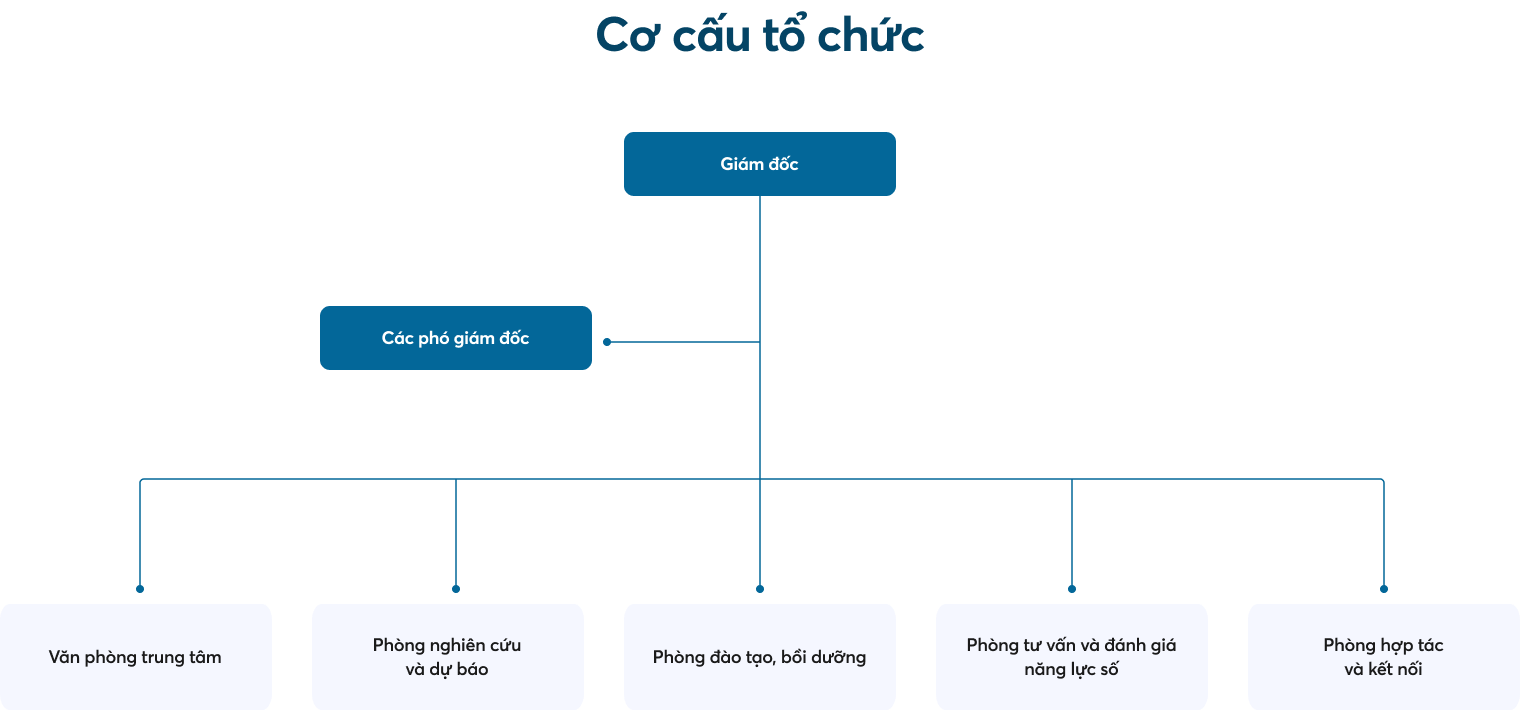 Cơ cấu tổ chức
Giám đốc
Các phó giám đốc
Văn phòng trung tâm
Phòng nghiên cứu
và dự báo
Phòng đào tạo, bồi dưỡng
Phòng tư vấn và đánh giá
năng lực số
Phòng hợp tác
và kết nối